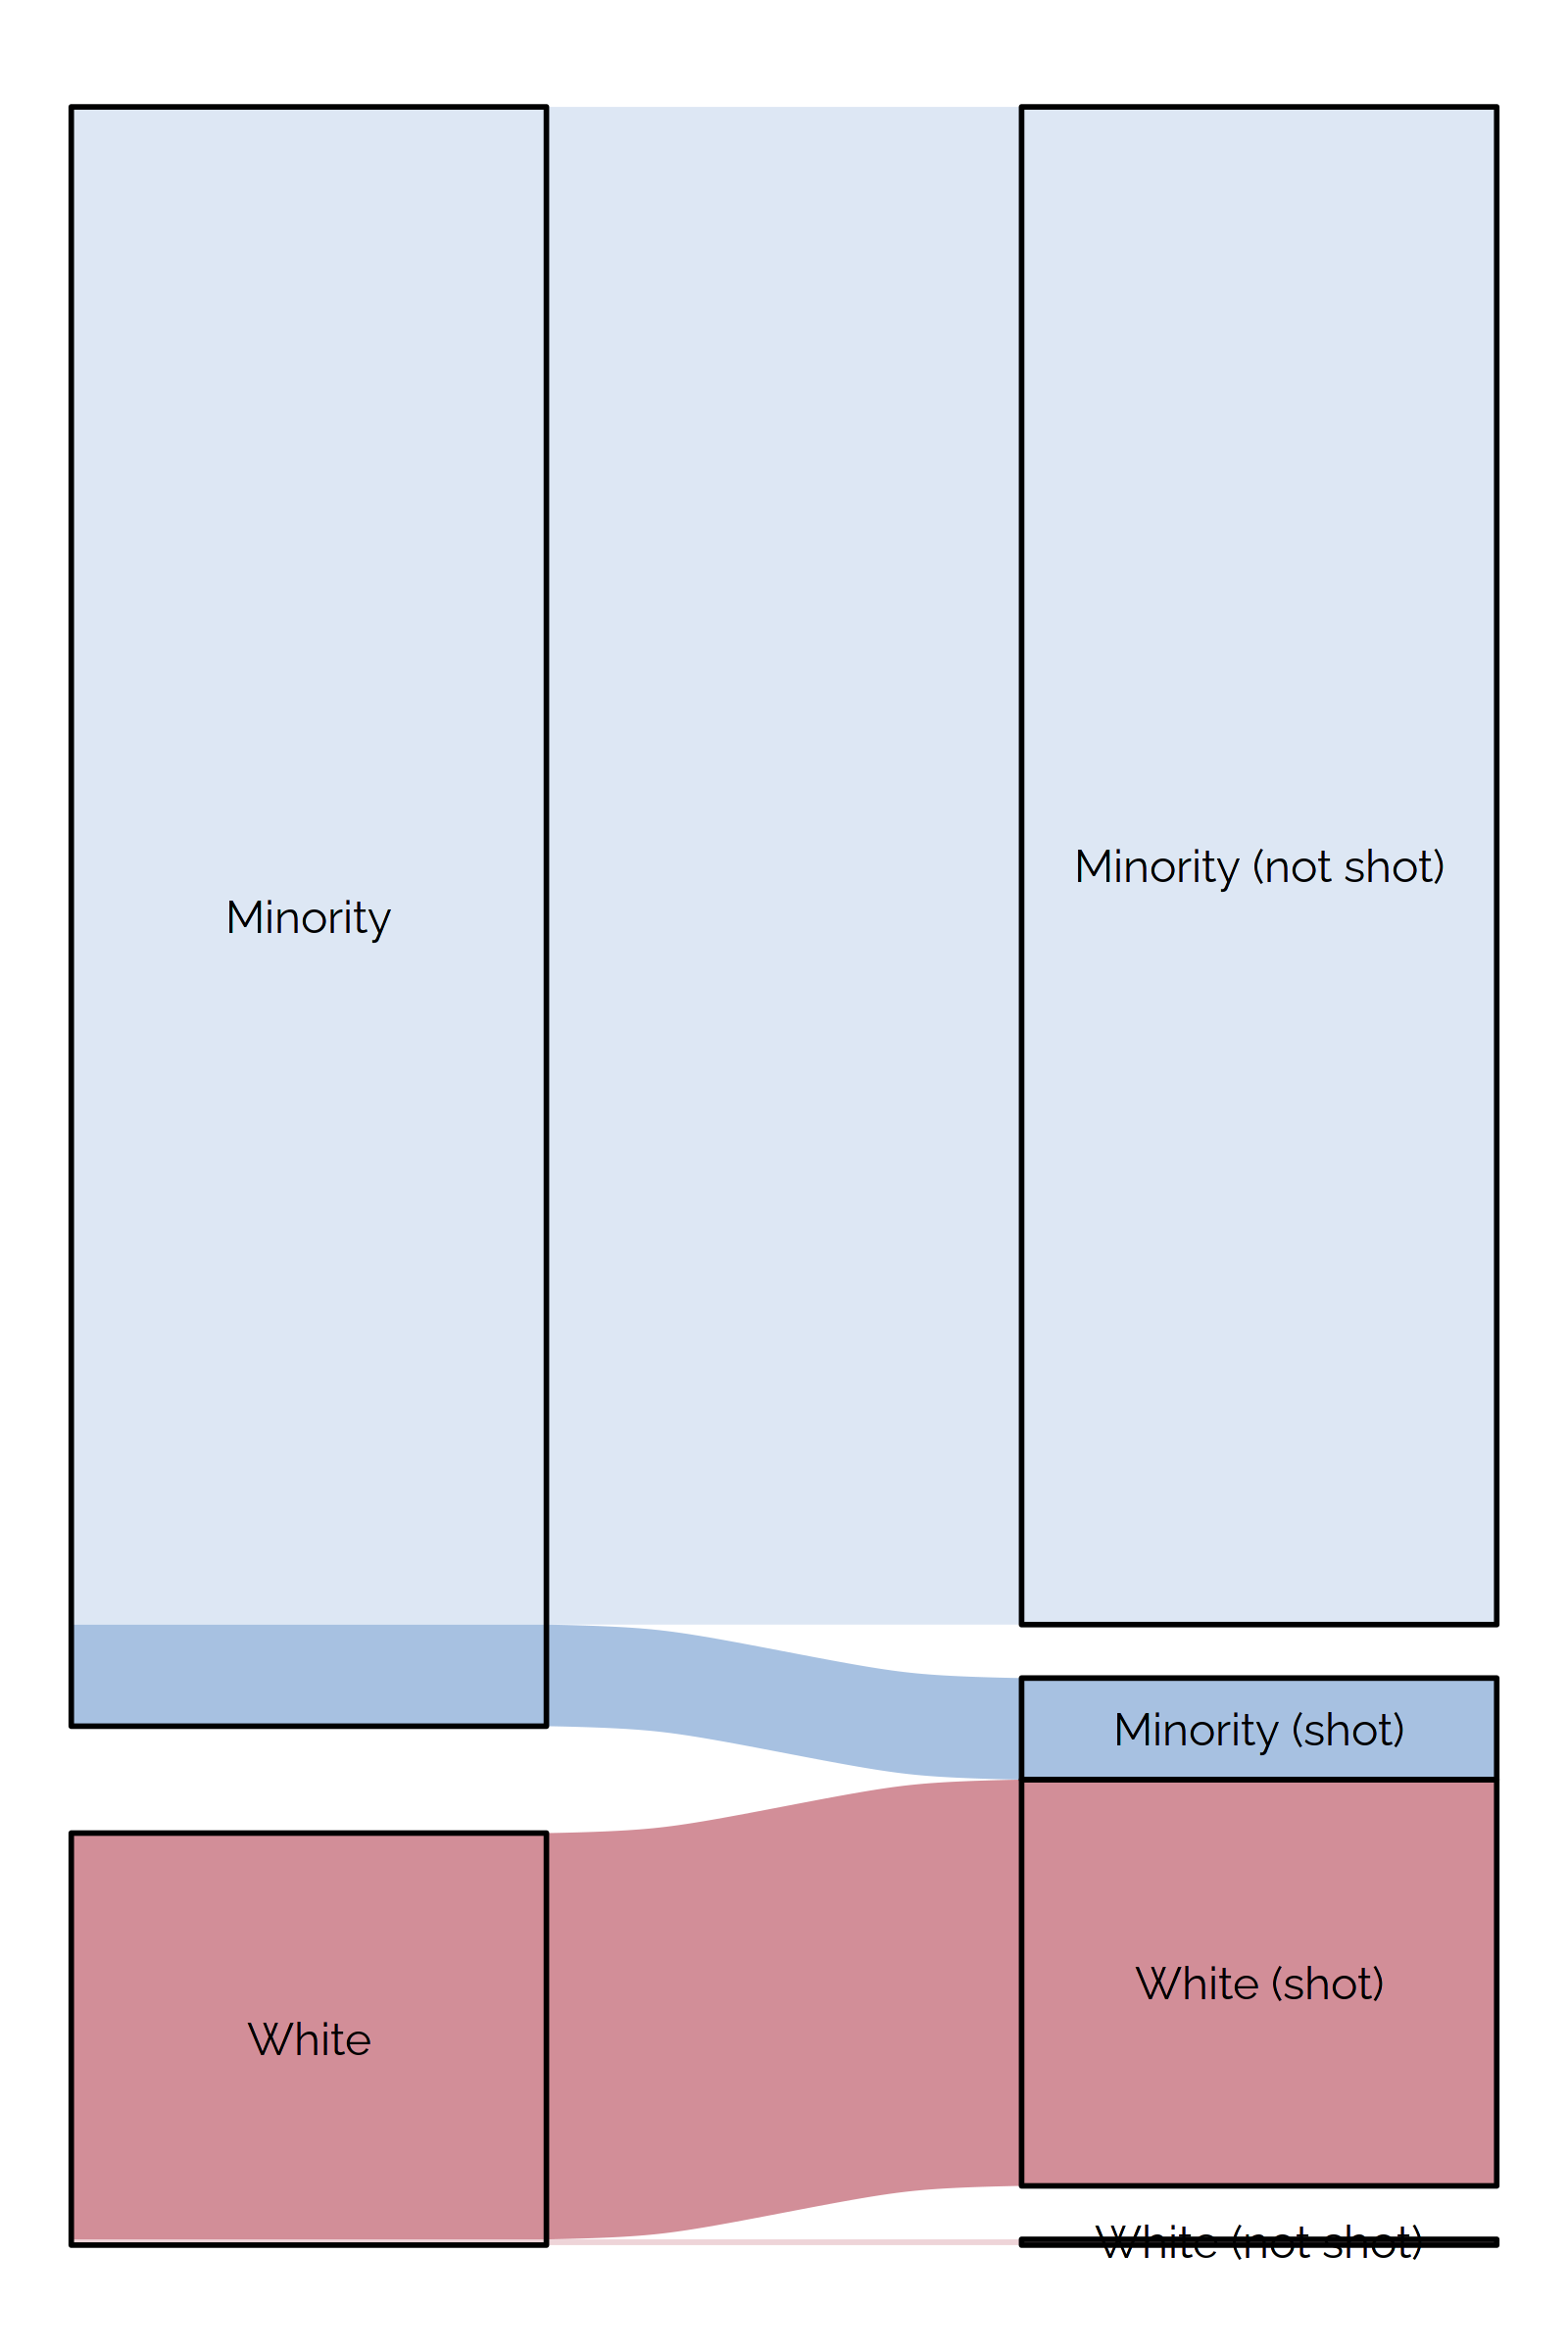 Minority (not shot)
Minority
Minority (shot)
White (shot)
White
White (not shot)